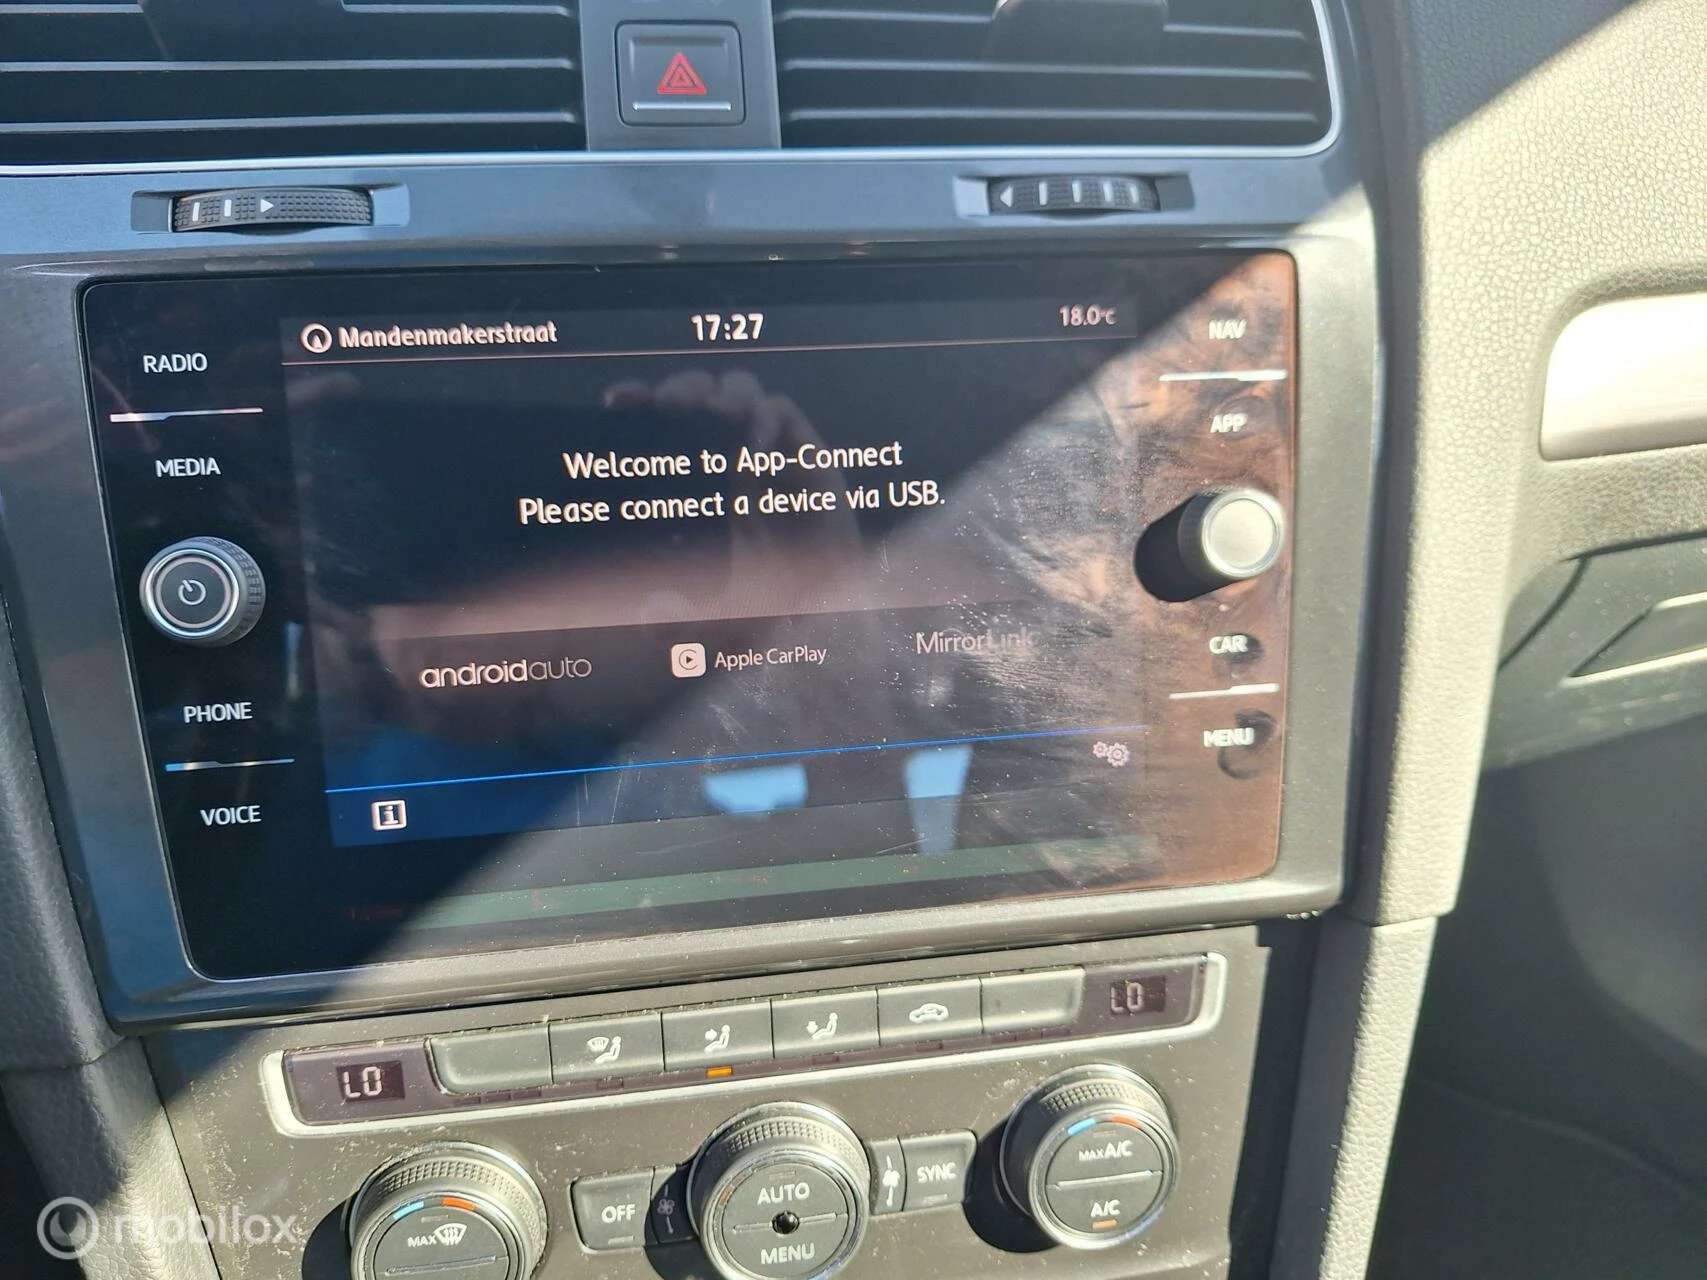 Mandenmakerstraat 17:27 18.0°C
RADIO
NAV
MEDIA
APP
Welcome to App-Connect
Please connect a device via USB.
androidauto Apple CarPlay MirrorLink
PHONE
CAR
VOICE
MENU
LO
LO
OFF
AUTO
MENU
SYNC
MAX A/C
A/C
MAX
mobilox